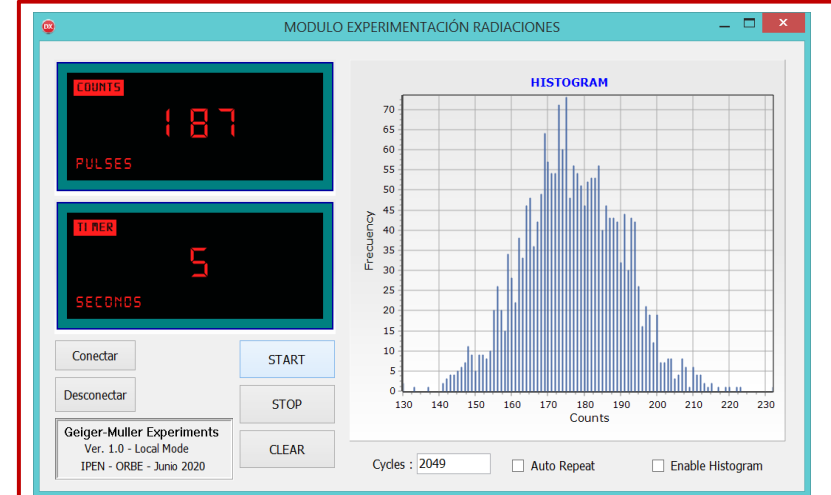 MODULO EXPERIMENTACIÓN RADIACIONES
COUNTS
187
PULSES
TIMER
5
SECONDS
Conectar
START
Desconectar
STOP
Geiger-Muller Experiments
Ver. 1.0 - Local Mode
IPEN - ORBE - Junio 2020
CLEAR
HISTOGRAM
70
65
60
55
50
45
40
35
30
25
20
15
10
5
0
Frecuency
130 140 150 160 170 180 190 200 210 220 230
Counts
Cycles : 2049 Auto Repeat Enable Histogram